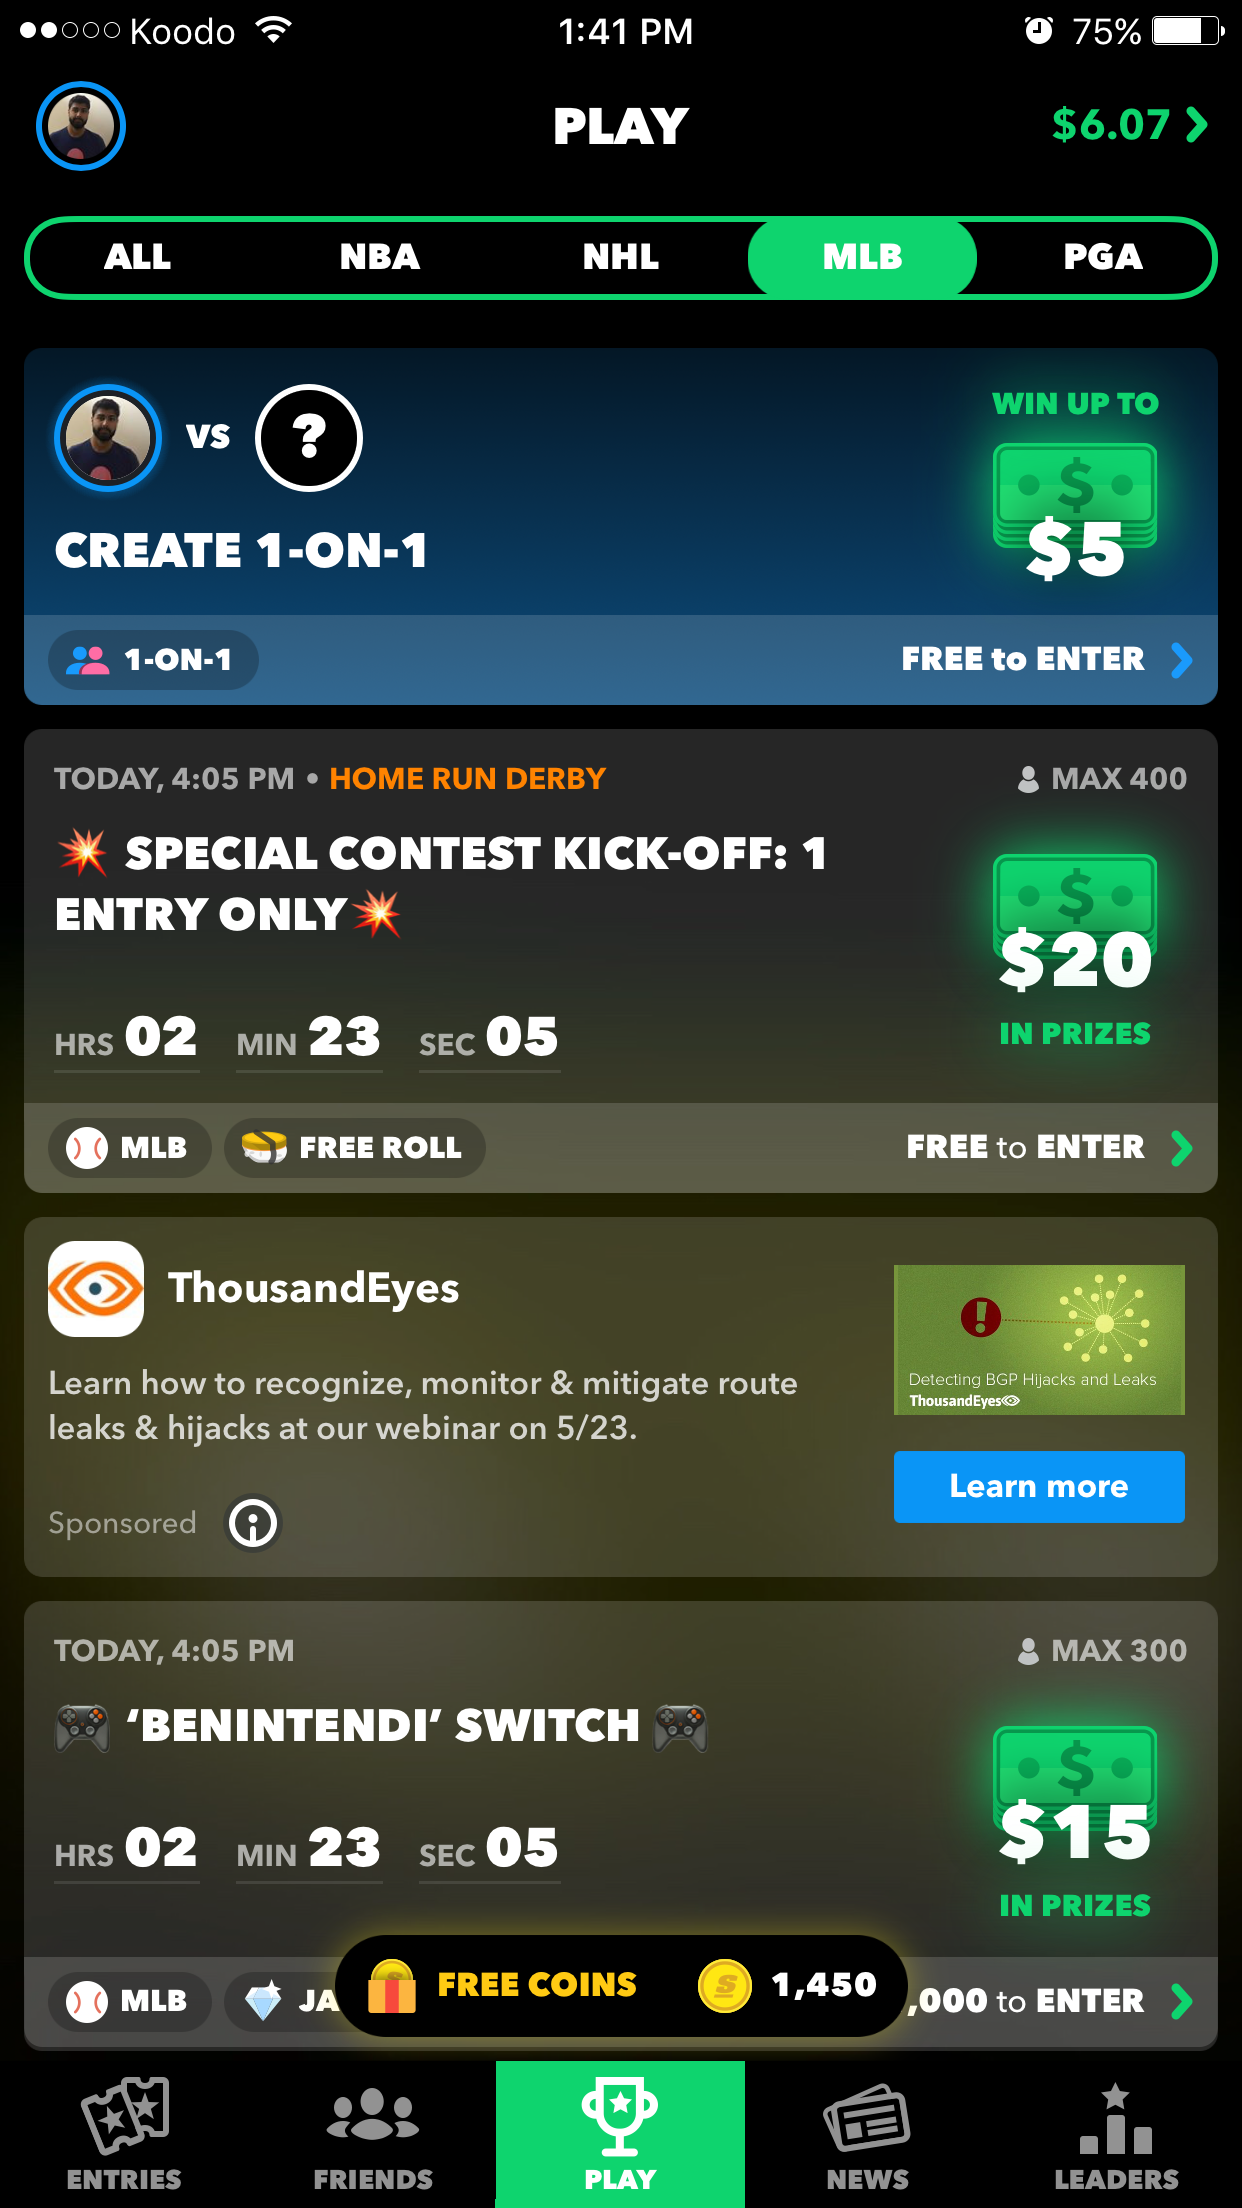 Koodo 1:41 PM 75%
PLAY $6.07
ALL NBA NHL MLB PGA
VS ?
WIN UP TO
$5
CREATE 1-ON-1
1-ON-1 FREE to ENTER
TODAY, 4:05 PM • HOME RUN DERBY MAX 400
💥 SPECIAL CONTEST KICK-OFF: 1
ENTRY ONLY💥
$20
IN PRIZES
HRS 02 MIN 23 SEC 05
MLB FREE ROLL FREE to ENTER
ThousandEyes
Learn how to recognize, monitor & mitigate route
leaks & hijacks at our webinar on 5/23.
Sponsored
Detecting BGP Hijacks and Leaks
ThousandEyes
Learn more
TODAY, 4:05 PM MAX 300
🎮 ‘BENINTENDI’ SWITCH 🎮
$15
IN PRIZES
HRS 02 MIN 23 SEC 05
MLB JA ,000 to ENTER
FREE COINS 1,450
ENTRIES FRIENDS PLAY NEWS LEADERS